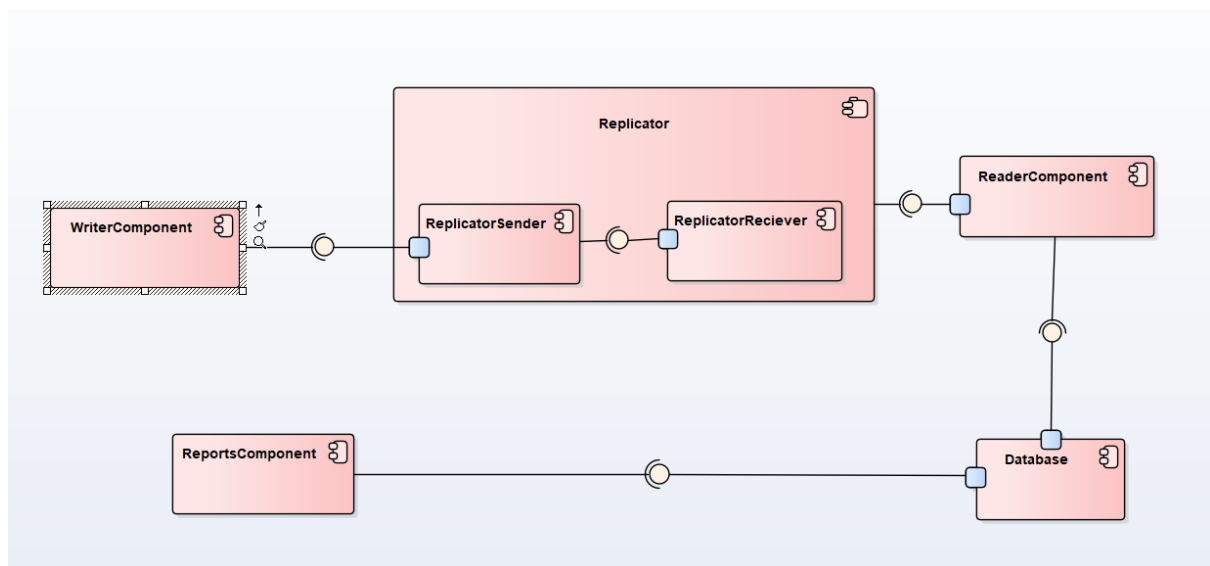 Replicator
ReaderComponent
WriterComponent
ReplicatorSender
ReplicatorReciever
ReportsComponent
Database